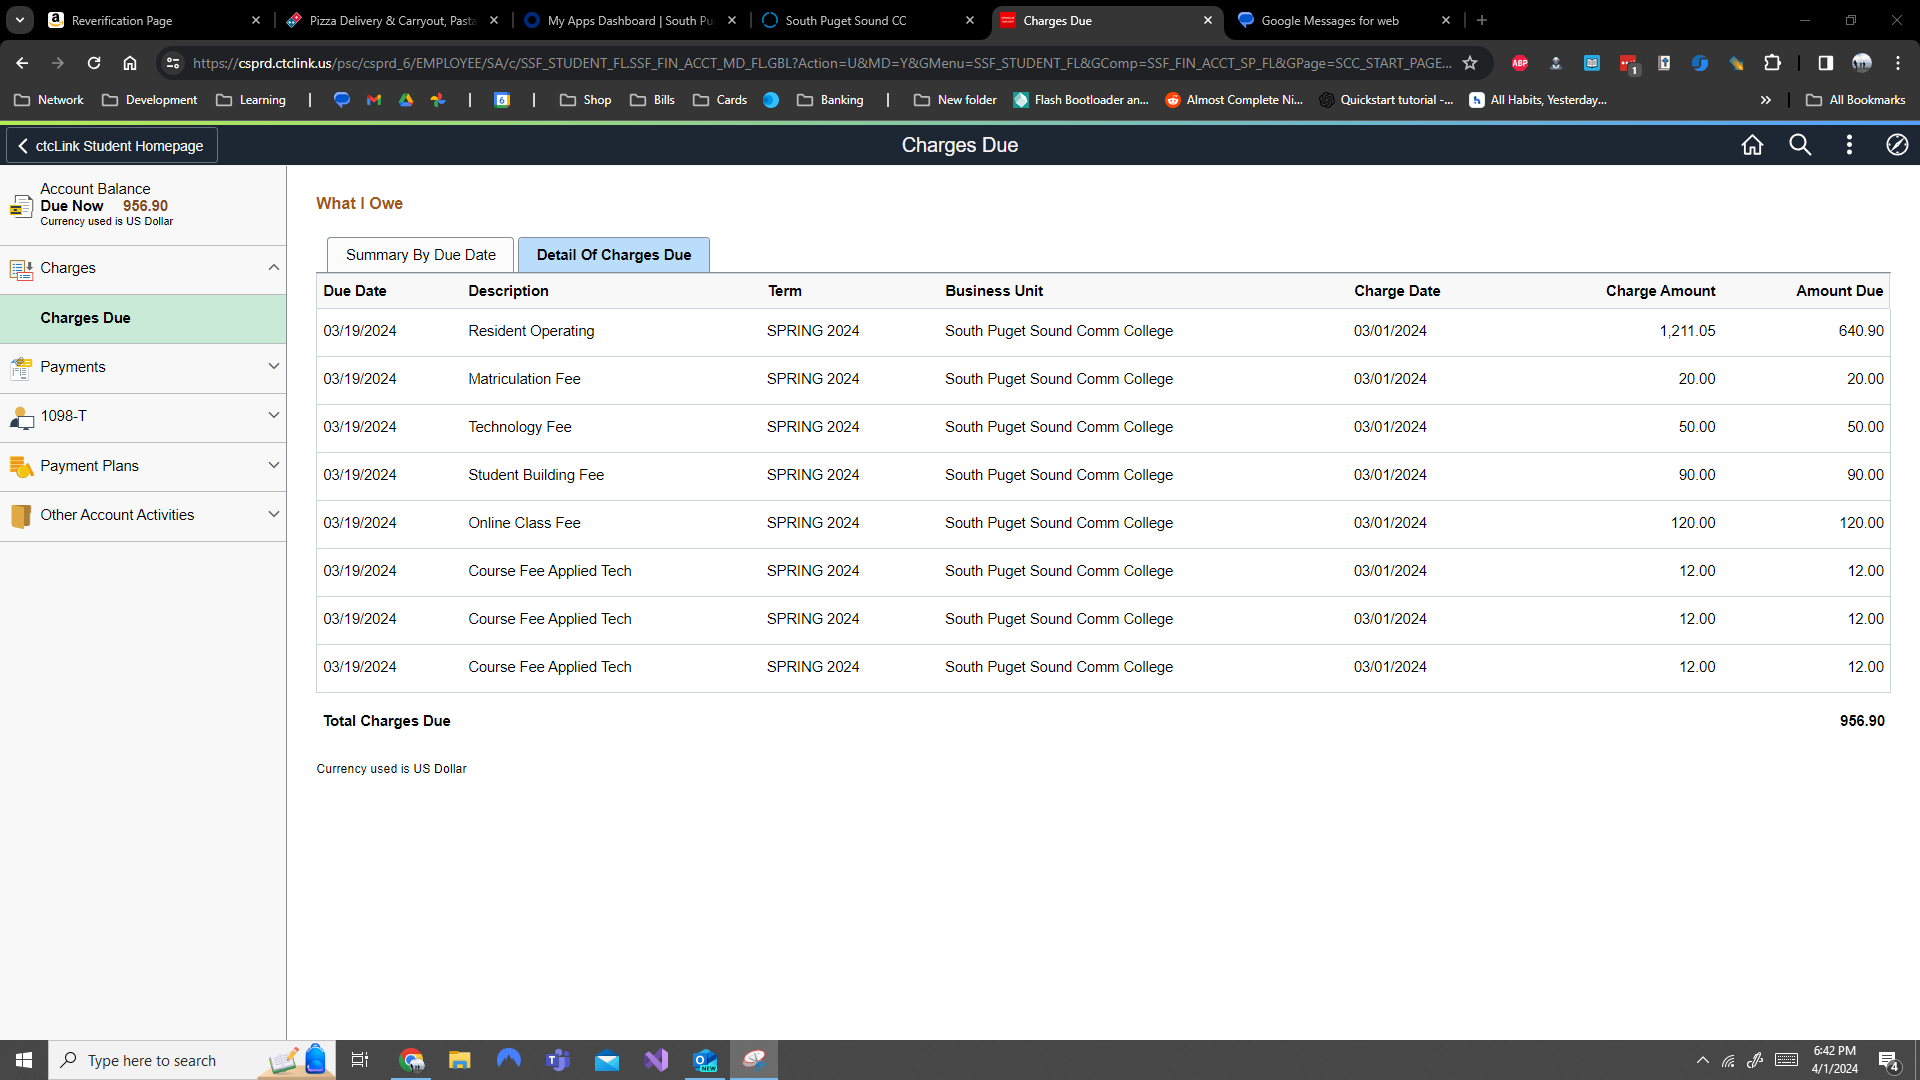 Reverification Page
Pizza Delivery & Carryout, Pasta
My Apps Dashboard | South Pu
South Puget Sound CC
Charges Due
Google Messages for web
https://csprd.ctclink.us/psc/csprd_6/EMPLOYEE/SA/c/SSF_STUDENT_FL.SSF_FIN_ACCT_MD_FL.GBL?Action=U&MD=Y&GMenu=SSF_STUDENT_FL&GComp=SSF_FIN_ACCT_SP_FL&GPage=SCC_START_PAGE...
ABP
1
Network Development Learning | | 6 | Shop Bills Cards Banking | New folder Flash Bootloader an... Almost Complete Ni... Quickstart tutorial -... All Habits, Yesterday... » All Bookmarks
ctcLink Student Homepage
Charges Due
Account Balance
Due Now 956.90
Currency used is US Dollar
Charges
Charges Due
Payments
1098-T
Payment Plans
Other Account Activities
What I Owe
Summary By Due Date Detail Of Charges Due
Due Date Description Term Business Unit Charge Date Charge Amount Amount Due
03/19/2024 Resident Operating SPRING 2024 South Puget Sound Comm College 03/01/2024 1,211.05 640.90
03/19/2024 Matriculation Fee SPRING 2024 South Puget Sound Comm College 03/01/2024 20.00 20.00
03/19/2024 Technology Fee SPRING 2024 South Puget Sound Comm College 03/01/2024 50.00 50.00
03/19/2024 Student Building Fee SPRING 2024 South Puget Sound Comm College 03/01/2024 90.00 90.00
03/19/2024 Online Class Fee SPRING 2024 South Puget Sound Comm College 03/01/2024 120.00 120.00
03/19/2024 Course Fee Applied Tech SPRING 2024 South Puget Sound Comm College 03/01/2024 12.00 12.00
03/19/2024 Course Fee Applied Tech SPRING 2024 South Puget Sound Comm College 03/01/2024 12.00 12.00
03/19/2024 Course Fee Applied Tech SPRING 2024 South Puget Sound Comm College 03/01/2024 12.00 12.00
Total Charges Due 956.90
Currency used is US Dollar
Type here to search
NEW
6:42 PM
4/1/2024
4